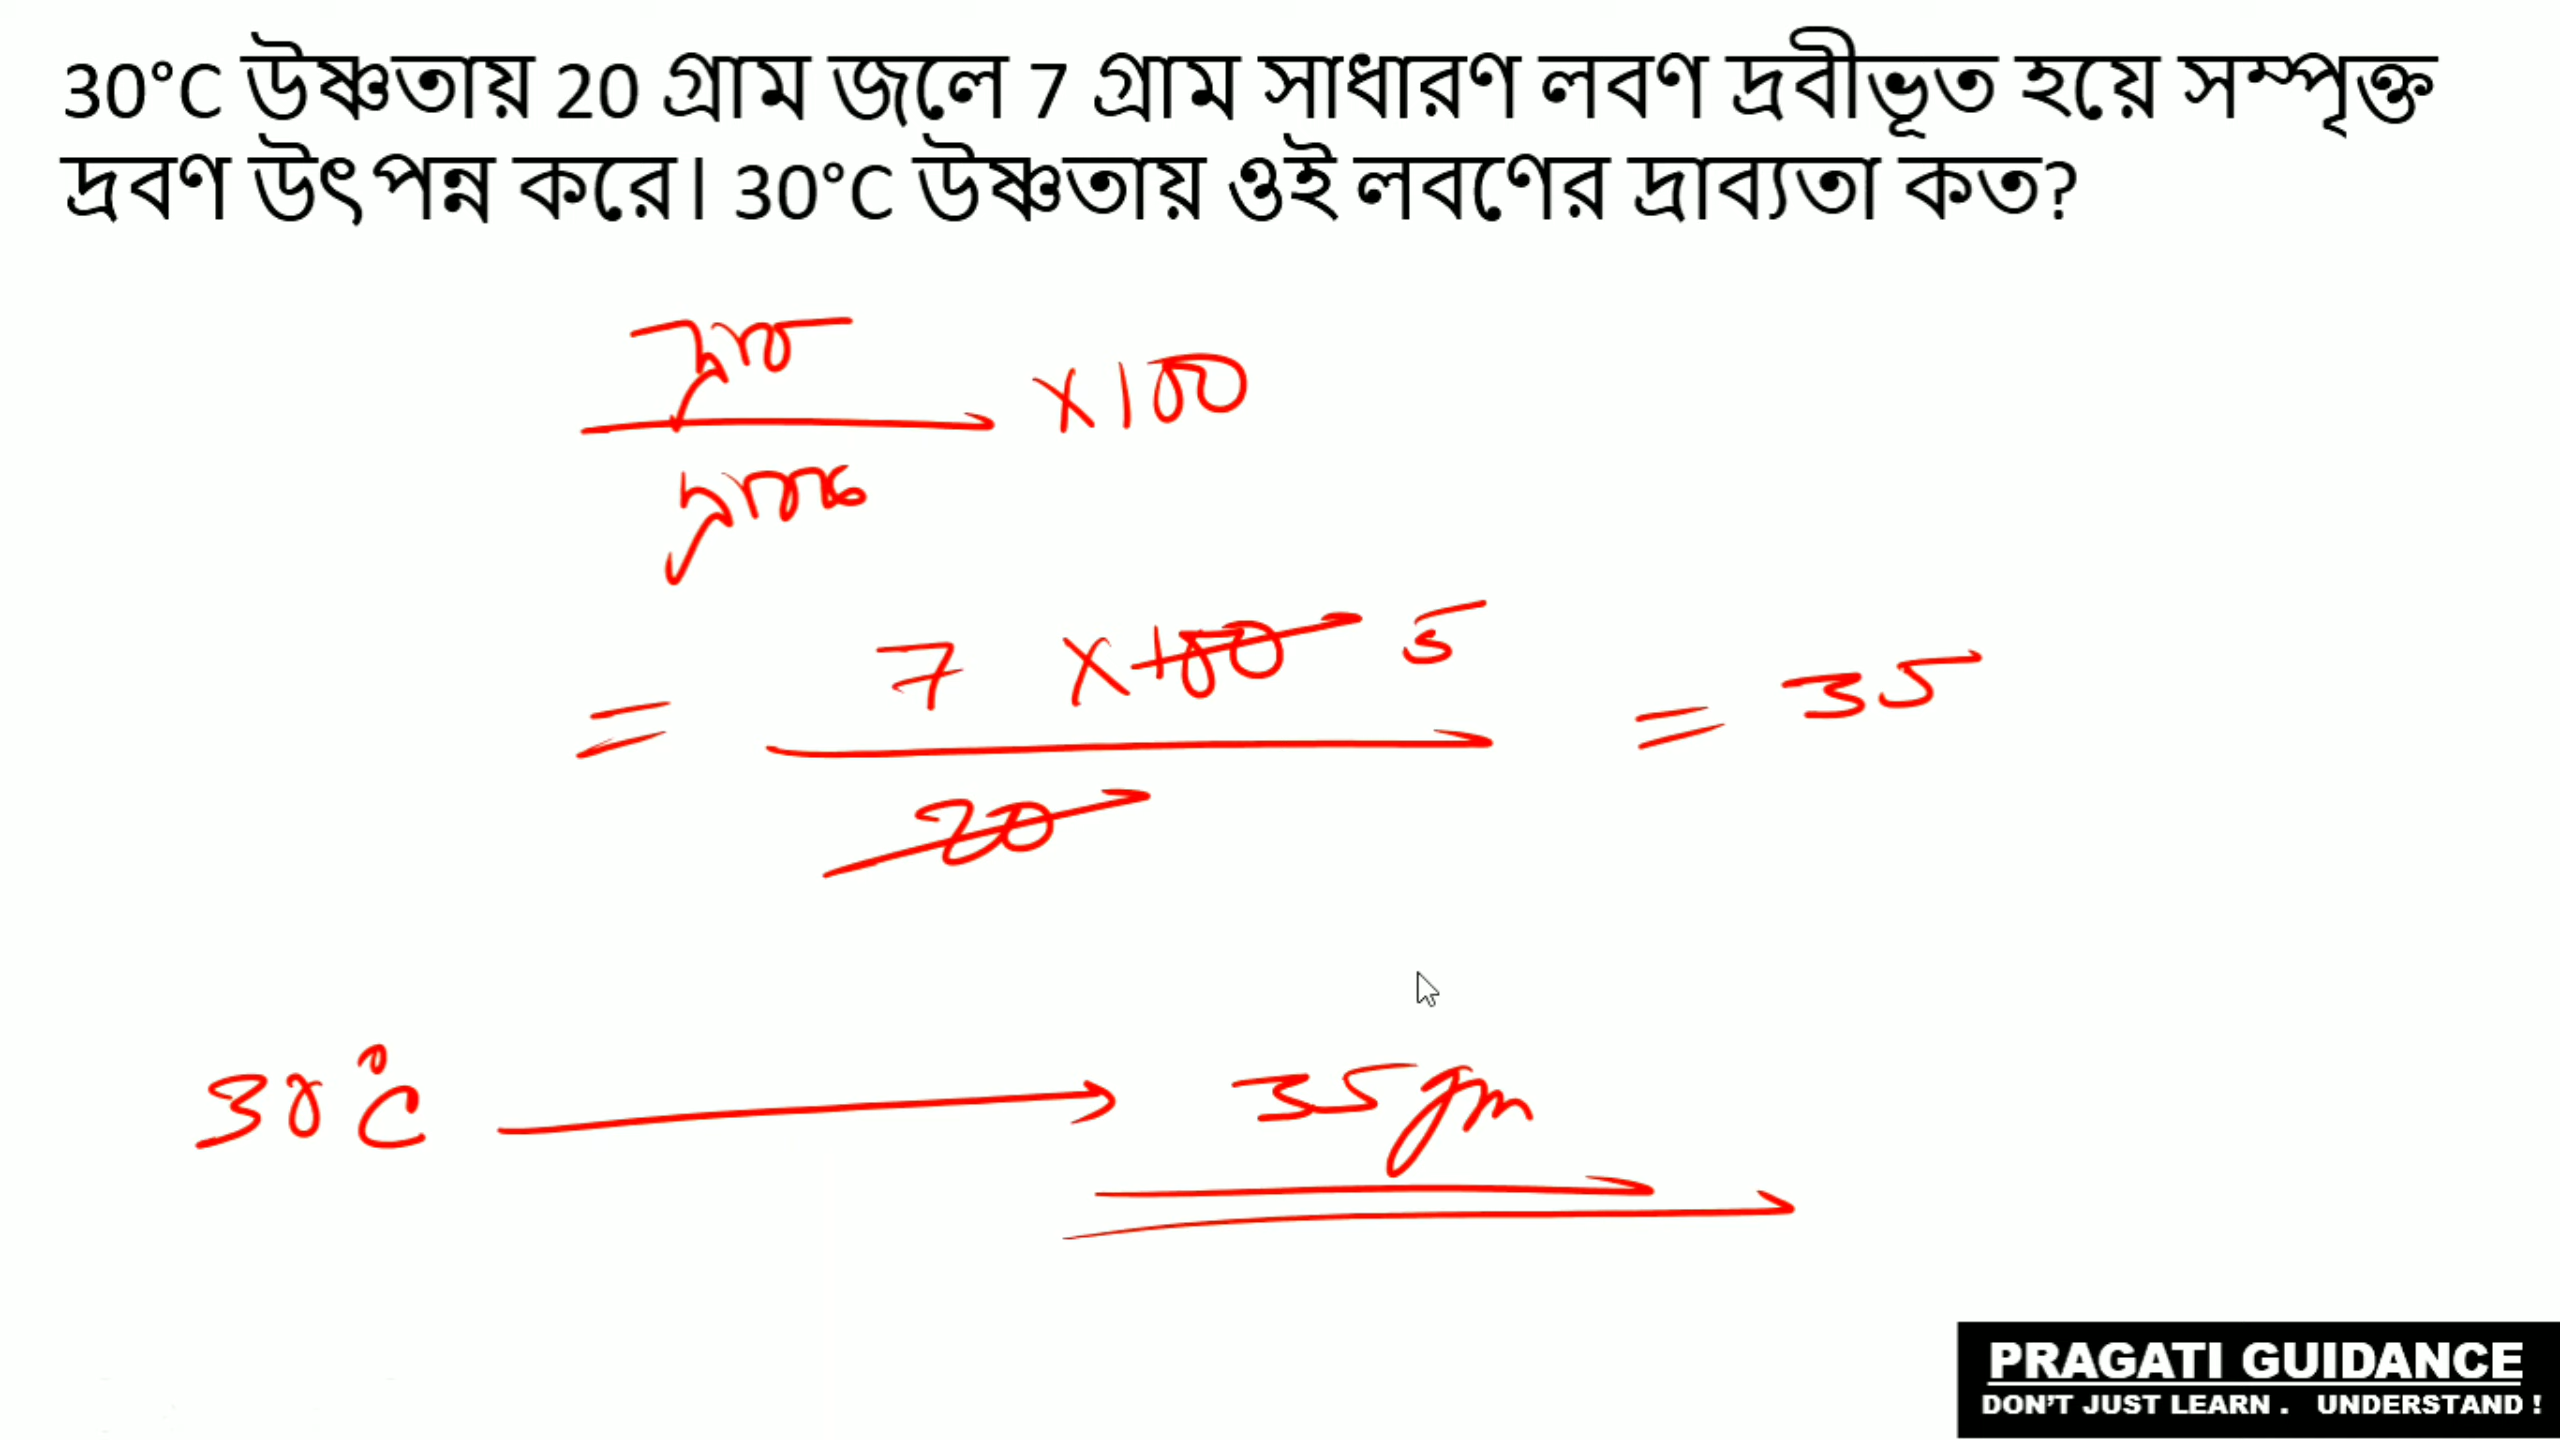 30°C উষ্ণতায় 20 গ্রাম জলে 7 গ্রাম সাধারণ লবণ দ্রবীভূত হয়ে সম্পৃক্ত
দ্রবণ উৎপন্ন করে। 30°C উষ্ণতায় ওই লবণের দ্রাব্যতা কত?
দ্রাব
× 100
দ্রাবক
= 7 × 100 5 = 35
20
30°C → 35 gm
PRAGATI GUIDANCE
DON'T JUST LEARN . UNDERSTAND !